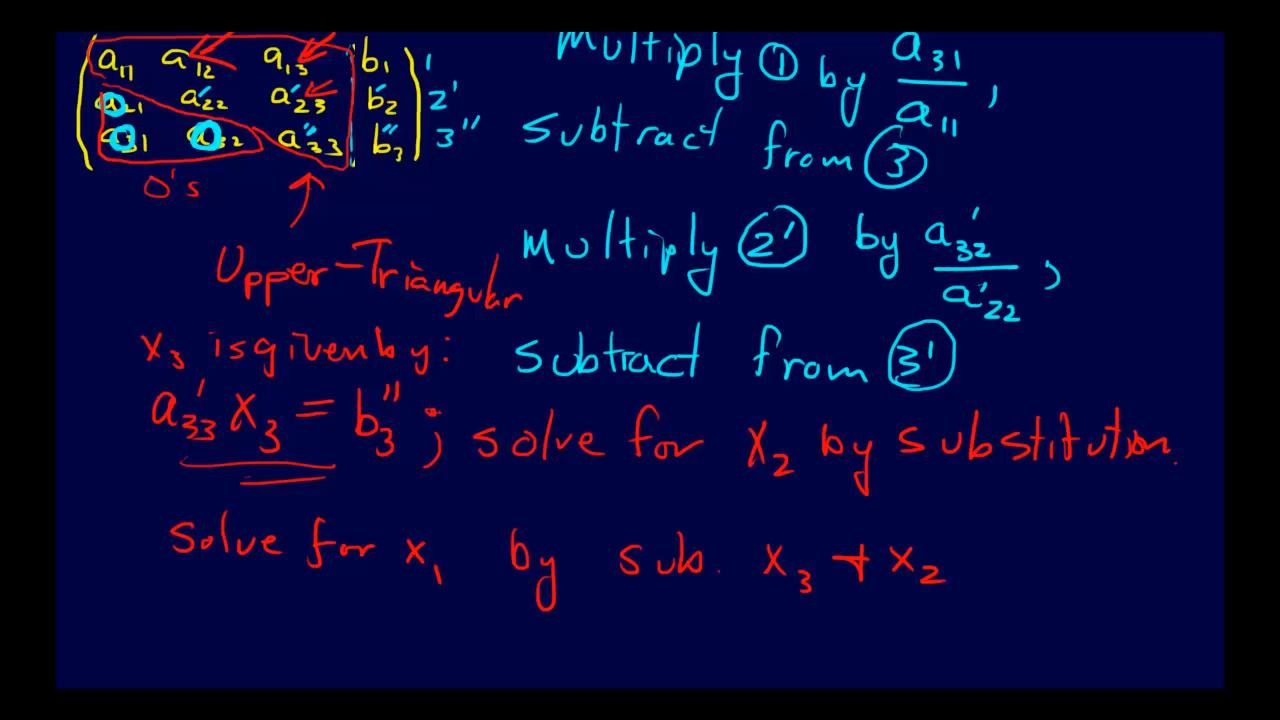 a₁₁ a₁₂ a₁₃ b₁ 1
a₂₁ a'₂₂ a'₂₃ b'₂ 2'
a₃₁ a₃₂ a''₃₃ b''₃ 3''
0's
Upper-Triangular
x₃ is given by:
a'₃₃ x₃ = b₃'' ; solve for x₂ by substitution.
solve for x₁ by sub. x₃ + x₂
Multiply ① by a₃₁/a₁₁ ,
subtract from ③
Multiply 2' by a'₃₂/a'₂₂ ,
subtract from 3'